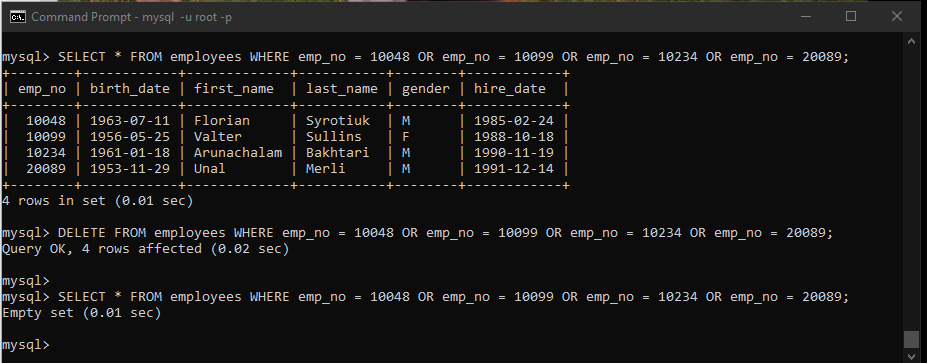 Command Prompt - mysql -u root -p
mysql> SELECT * FROM employees WHERE emp_no = 10048 OR emp_no = 10099 OR emp_no = 10234 OR emp_no = 20089;
+--------+------------+-------------+-----------+--------+------------+
| emp_no | birth_date | first_name  | last_name | gender | hire_date  |
+--------+------------+-------------+-----------+--------+------------+
|  10048 | 1963-07-11 | Florian     | Syrotiuk  | M      | 1985-02-24 |
|  10099 | 1956-05-25 | Valter      | Sullins   | F      | 1988-10-18 |
|  10234 | 1961-01-18 | Arunachalam | Bakhtari  | M      | 1990-11-19 |
|  20089 | 1953-11-29 | Unal        | Merli     | M      | 1991-12-14 |
+--------+------------+-------------+-----------+--------+------------+
4 rows in set (0.01 sec)
mysql> DELETE FROM employees WHERE emp_no = 10048 OR emp_no = 10099 OR emp_no = 10234 OR emp_no = 20089;
Query OK, 4 rows affected (0.02 sec)
mysql>
mysql> SELECT * FROM employees WHERE emp_no = 10048 OR emp_no = 10099 OR emp_no = 10234 OR emp_no = 20089;
Empty set (0.01 sec)
mysql>